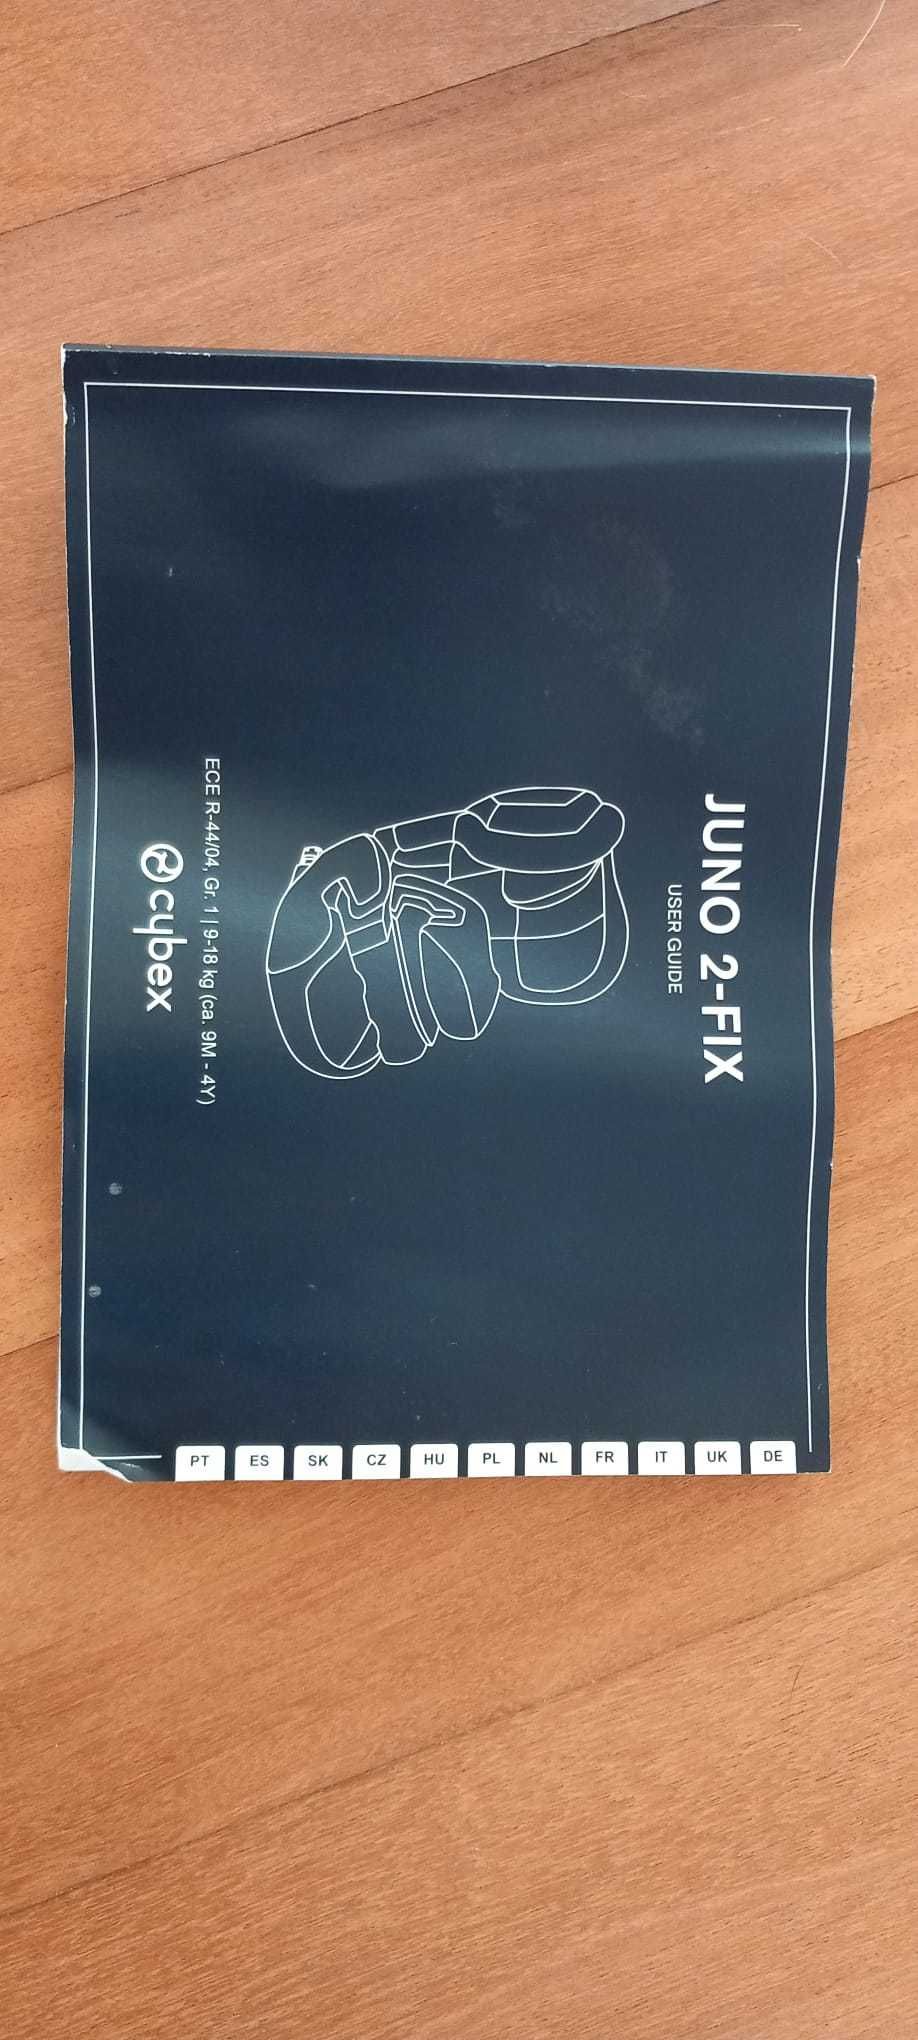 JUNO 2-FIX
USER GUIDE
ECE R-44/04, Gr. 1 | 9-18 kg (ca. 9M - 4Y)
cybex
DE
UK
IT
FR
NL
PL
HU
CZ
SK
ES
PT